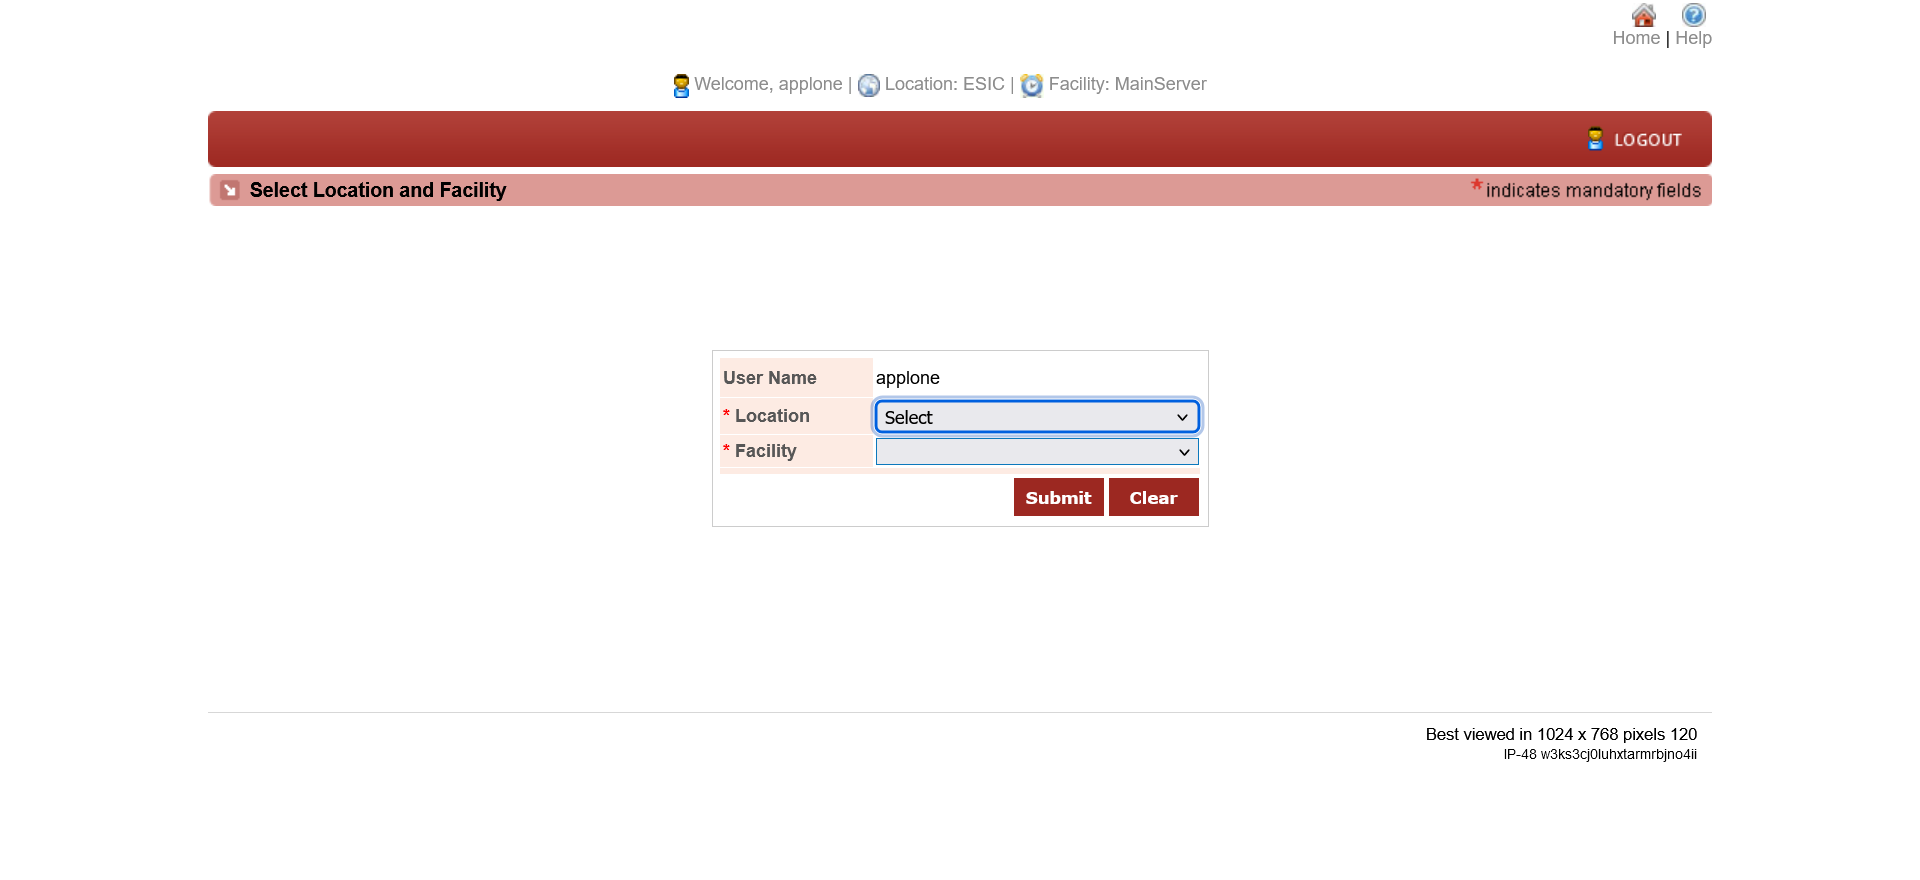 Home | Help
Welcome, applone | Location: ESIC | Facility: MainServer
LOGOUT
Select Location and Facility
* indicates mandatory fields
User Name applone
* Location Select
* Facility
Submit Clear
Best viewed in 1024 x 768 pixels 120
IP-48 w3ks3cj0luhxtarmrbjno4ii